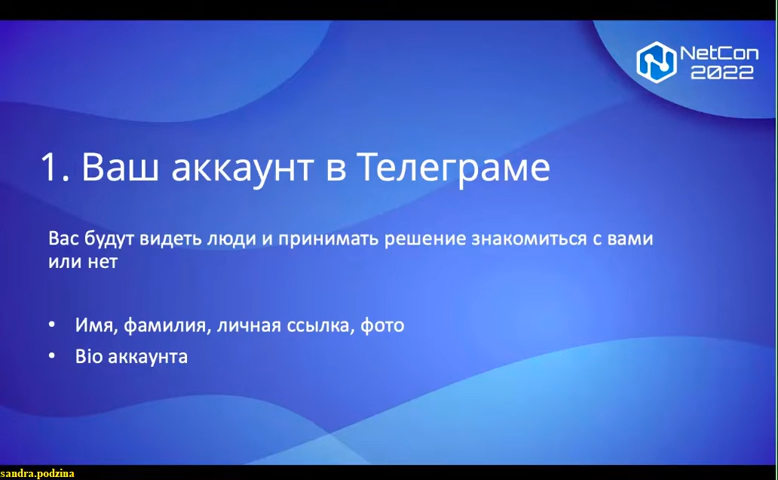 NetCon
2022
1. Ваш аккаунт в Телеграме
Вас будут видеть люди и принимать решение знакомиться с вами
или нет
• Имя, фамилия, личная ссылка, фото
• Bio аккаунта
sandra.podzina